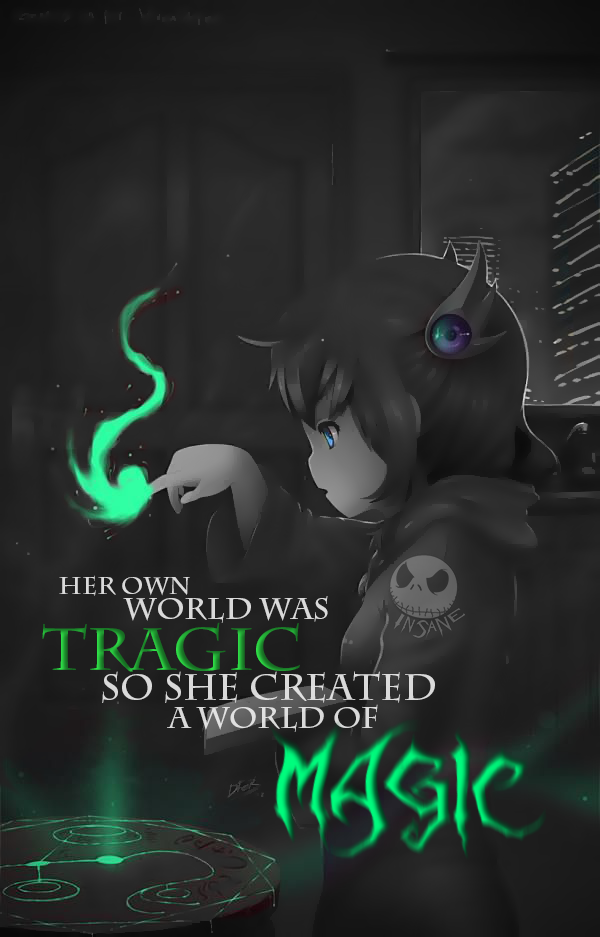 HER OWN
WORLD WAS
TRAGIC
SO SHE CREATED
A WORLD OF
MAGIC
INSANE